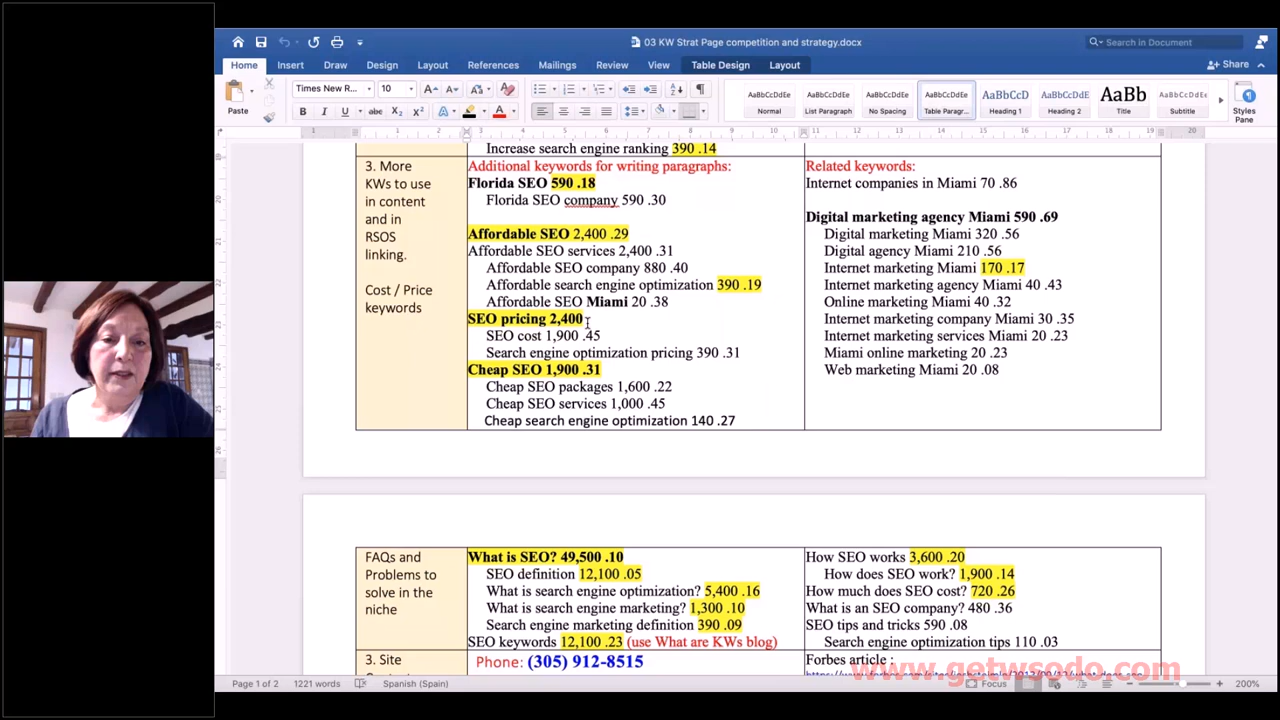 03 KW Strat Page competition and strategy.docx
Search in Document
Home Insert Draw Design Layout References Mailings Review View Table Design Layout
Share
Paste
Times New R... 10
AaBbCcDdEe Normal
AaBbCcDdEe List Paragraph
AaBbCcDdEe No Spacing
AaBbCcDdEe Table Paragr...
AaBbCcD Heading 1
AaBbCcDdE Heading 2
AaBb Title
AaBbCcDdEe Subtitle
Styles Pane
Increase search engine ranking 390 .14
3. More
KWs to use
in content
and in
RSOS
linking.
Cost / Price
keywords
Additional keywords for writing paragraphs:
Florida SEO 590 .18
Florida SEO company 590 .30
Affordable SEO 2,400 .29
Affordable SEO services 2,400 .31
Affordable SEO company 880 .40
Affordable search engine optimization 390 .19
Affordable SEO Miami 20 .38
SEO pricing 2,400
SEO cost 1,900 .45
Search engine optimization pricing 390 .31
Cheap SEO 1,900 .31
Cheap SEO packages 1,600 .22
Cheap SEO services 1,000 .45
Cheap search engine optimization 140 .27
Related keywords:
Internet companies in Miami 70 .86
Digital marketing agency Miami 590 .69
Digital marketing Miami 320 .56
Digital agency Miami 210 .56
Internet marketing Miami 170 .17
Internet marketing agency Miami 40 .43
Online marketing Miami 40 .32
Internet marketing company Miami 30 .35
Internet marketing services Miami 20 .23
Miami online marketing 20 .23
Web marketing Miami 20 .08
FAQs and
Problems to
solve in the
niche
What is SEO? 49,500 .10
SEO definition 12,100 .05
What is search engine optimization? 5,400 .16
What is search engine marketing? 1,300 .10
Search engine marketing definition 390 .09
SEO keywords 12,100 .23 (use What are KWs blog)
How SEO works 3,600 .20
How does SEO work? 1,900 .14
How much does SEO cost? 720 .26
What is an SEO company? 480 .36
SEO tips and tricks 590 .08
Search engine optimization tips 110 .03
3. Site
Phone: (305) 912-8515
Forbes article :
www.getwsodo.com
Page 1 of 2 1221 words Spanish (Spain) Focus 200%